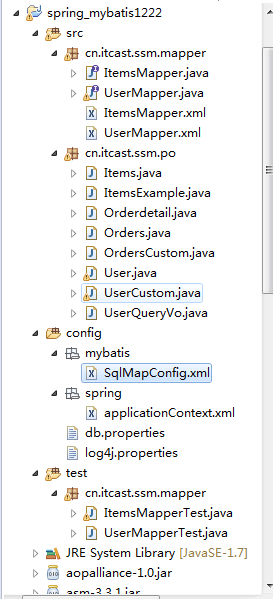 spring_mybatis1222
src
cn.itcast.ssm.mapper
ItemsMapper.java
UserMapper.java
ItemsMapper.xml
UserMapper.xml
cn.itcast.ssm.po
Items.java
ItemsExample.java
Orderdetail.java
Orders.java
OrdersCustom.java
User.java
UserCustom.java
UserQueryVo.java
config
mybatis
SqlMapConfig.xml
spring
applicationContext.xml
db.properties
log4j.properties
test
cn.itcast.ssm.mapper
ItemsMapperTest.java
UserMapperTest.java
JRE System Library [JavaSE-1.7]
aopalliance-1.0.jar
asm-3.3.1.jar